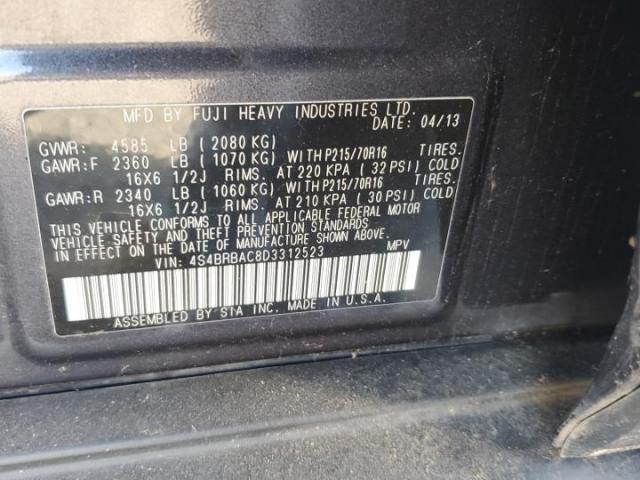 MFD BY FUJI HEAVY INDUSTRIES LTD.
DATE: 04/13
GVWR: 4585 LB ( 2080 KG)
GAWR:F 2360 LB ( 1070 KG) WITH P215/70R16 TIRES.
16X6 1/2J RIMS. AT 220 KPA ( 32 PSI) COLD
GAWR:R 2340 LB ( 1060 KG) WITH P215/70R16 TIRES.
16X6 1/2J RIMS. AT 210 KPA ( 30 PSI) COLD
THIS VEHICLE CONFORMS TO ALL APPLICABLE FEDERAL MOTOR
VEHICLE SAFETY AND THEFT PREVENTION STANDARDS
IN EFFECT ON THE DATE OF MANUFACTURE SHOWN ABOVE.
VIN: 4S4BRBAC8D3312523 MPV
ASSEMBLED BY SIA INC. MADE IN U.S.A.